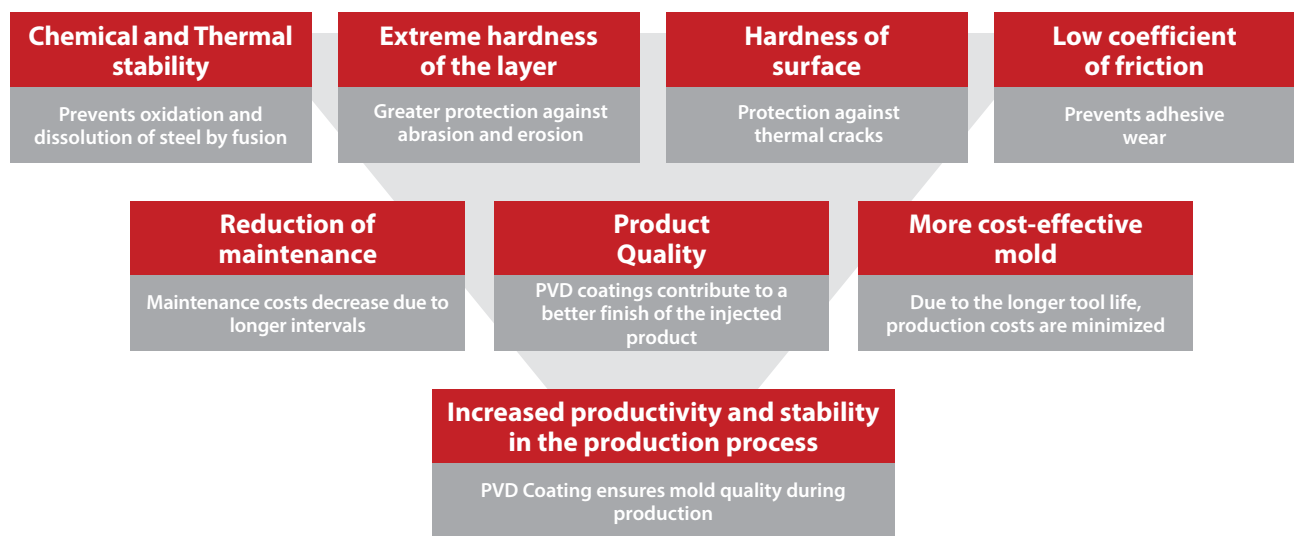 Chemical and Thermal
stability
Prevents oxidation and
dissolution of steel by fusion
Extreme hardness
of the layer
Greater protection against
abrasion and erosion
Hardness of
surface
Protection against
thermal cracks
Low coefficient
of friction
Prevents adhesive
wear
Reduction of
maintenance
Maintenance costs decrease due to
longer intervals
Product
Quality
PVD coatings contribute to a
better finish of the injected
product
More cost-effective
mold
Due to the longer tool life,
production costs are minimized
Increased productivity and stability
in the production process
PVD Coating ensures mold quality during
production